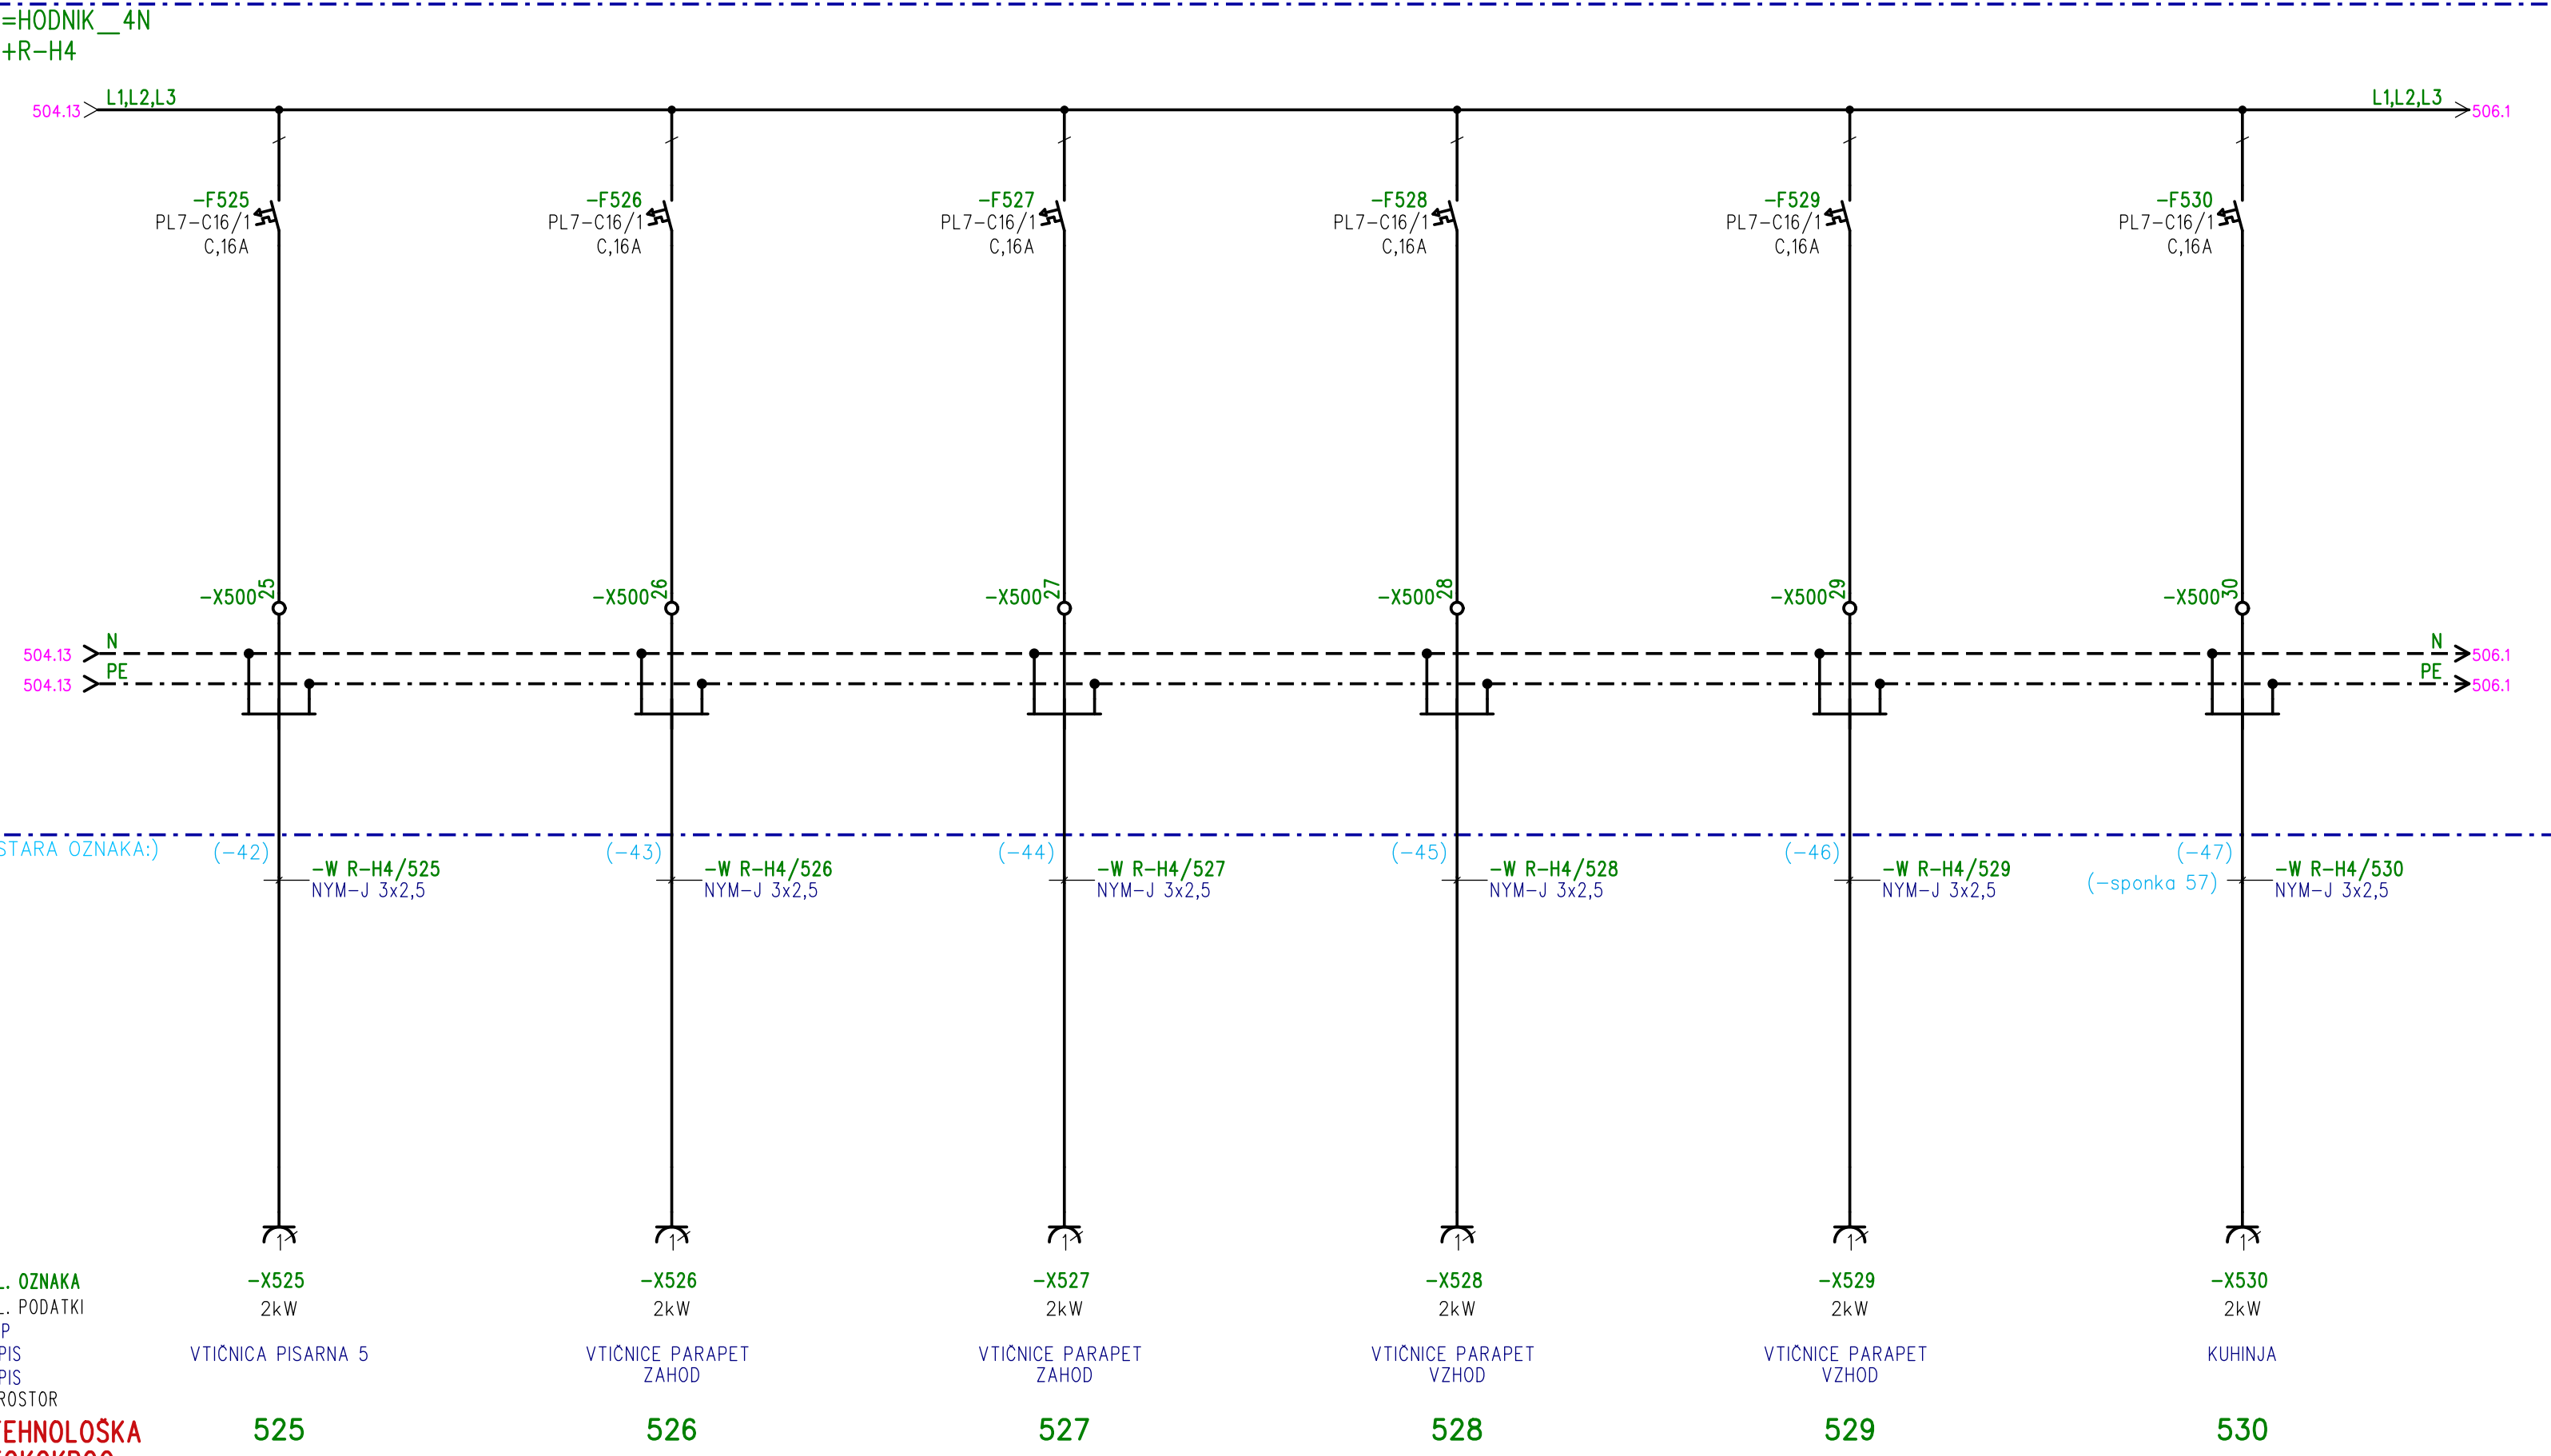 =HODNIK__4N
+R-H4
504.13
L1,L2,L3
L1,L2,L3
506.1
-F525
PL7-C16/1
C,16A
-F526
PL7-C16/1
C,16A
-F527
PL7-C16/1
C,16A
-F528
PL7-C16/1
C,16A
-F529
PL7-C16/1
C,16A
-F530
PL7-C16/1
C,16A
-X500 25
-X500 26
-X500 27
-X500 28
-X500 29
-X500 30
504.13 N
N 506.1
504.13 PE
PE 506.1
STARA OZNAKA:)
(-42)
-W R-H4/525
NYM-J 3x2,5
(-43)
-W R-H4/526
NYM-J 3x2,5
(-44)
-W R-H4/527
NYM-J 3x2,5
(-45)
-W R-H4/528
NYM-J 3x2,5
(-46)
-W R-H4/529
NYM-J 3x2,5
(-47)
(-sponka 57)
-W R-H4/530
NYM-J 3x2,5
1 1 1 1 1 1
L. OZNAKA
-X525 -X526 -X527 -X528 -X529 -X530
L. PODATKI
2kW 2kW 2kW 2kW 2kW 2kW
P
PIS
PIS
ROSTOR
VTIČNICA PISARNA 5
VTIČNICE PARAPET
ZAHOD
VTIČNICE PARAPET
ZAHOD
VTIČNICE PARAPET
VZHOD
VTIČNICE PARAPET
VZHOD
KUHINJA
TEHNOLOŠKA
525 526 527 528 529 530